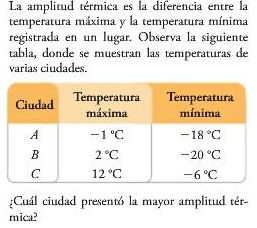 La amplitud térmica es la diferencia entre la
temperatura máxima y la temperatura mínima
registrada en un lugar. Observa la siguiente
tabla, donde se muestran las temperaturas de
varias ciudades.
Ciudad Temperatura máxima Temperatura mínima
A −1 °C −18 °C
B 2 °C −20 °C
C 12 °C −6 °C
¿Cuál ciudad presentó la mayor amplitud tér-
mica?